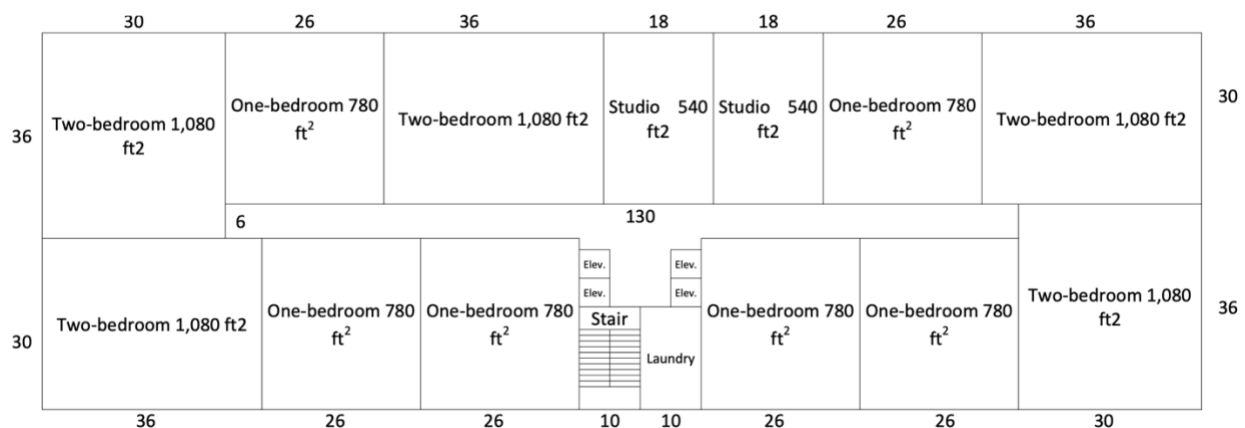 30 26 36 18 18 26 36
30
36
Two-bedroom 1,080
ft2
One-bedroom 780
ft²
Two-bedroom 1,080 ft2
Studio 540
ft2
Studio 540
ft2
One-bedroom 780
ft²
Two-bedroom 1,080 ft2
6
130
Elev.
Elev.
Elev.
Elev.
30
Two-bedroom 1,080 ft2
One-bedroom 780
ft²
One-bedroom 780
ft²
Stair
Laundry
One-bedroom 780
ft²
One-bedroom 780
ft²
Two-bedroom 1,080
ft2
36
36 26 26 10 10 26 26 30